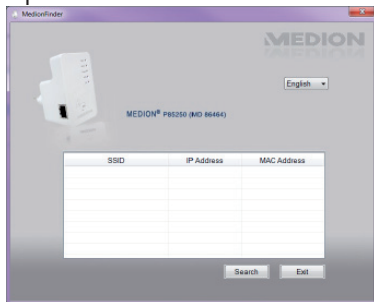 MedionFinder
MEDION
English
MEDION® P85250 (MD 86464)
SSID IP Address MAC Address
Search Exit